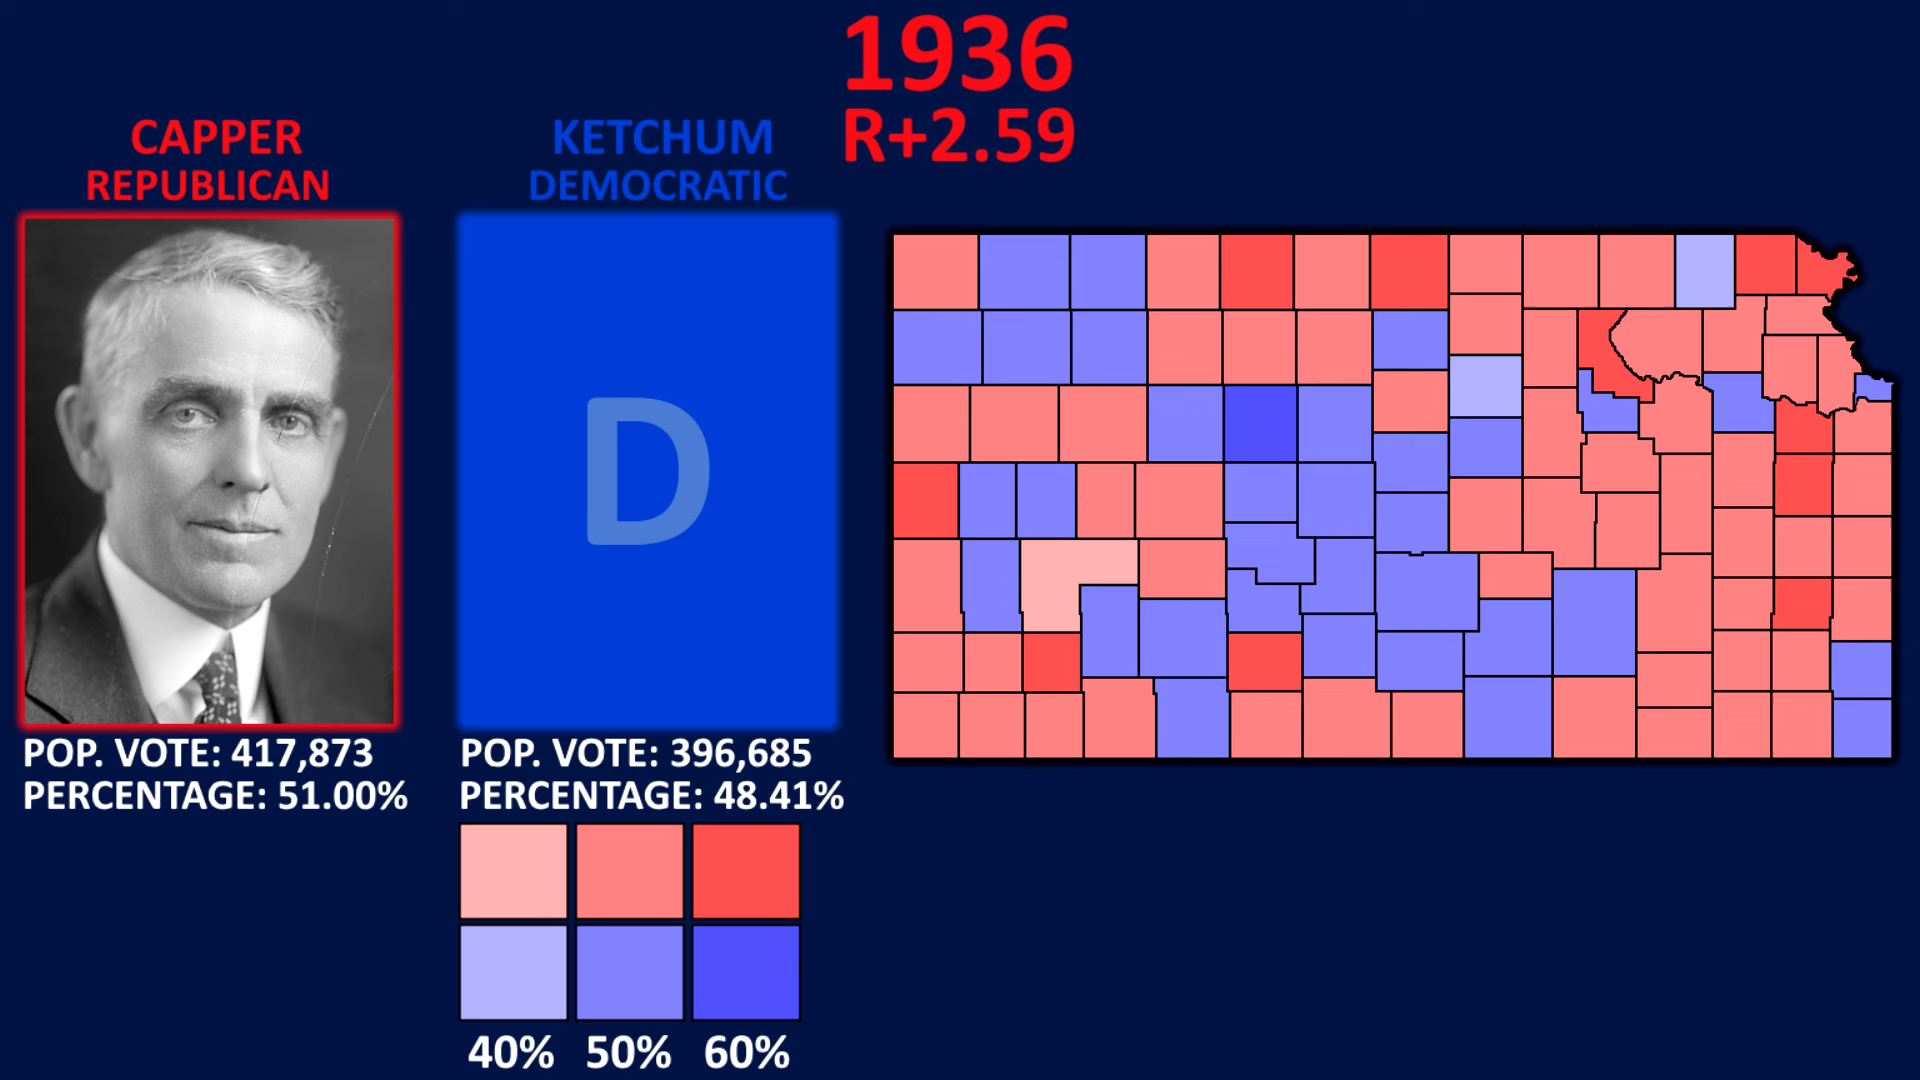 1936
R+2.59
CAPPER
REPUBLICAN
KETCHUM
DEMOCRATIC
D
POP. VOTE: 417,873
PERCENTAGE: 51.00%
POP. VOTE: 396,685
PERCENTAGE: 48.41%
40% 50% 60%